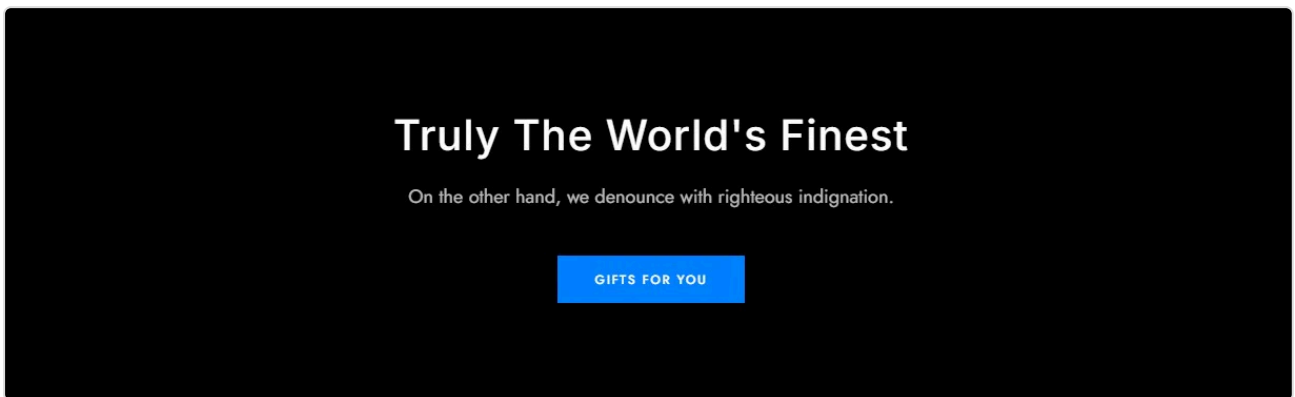 Truly The World's Finest
On the other hand, we denounce with righteous indignation.
GIFTS FOR YOU